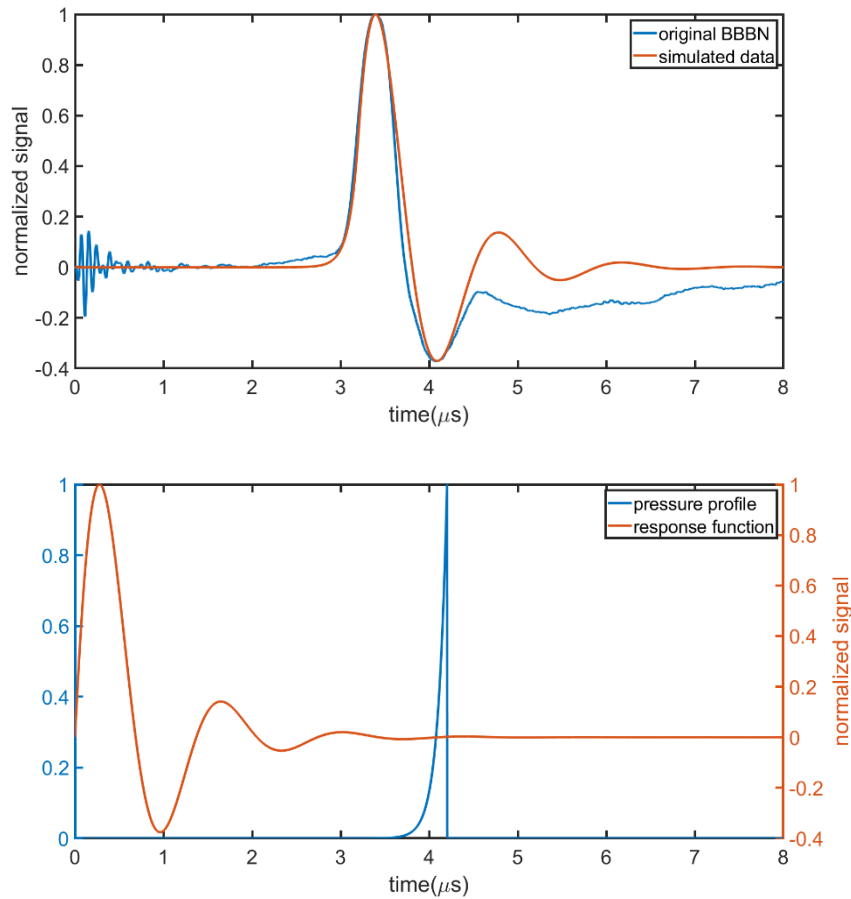 1
0.8
0.6
0.4
0.2
0
-0.2
-0.4
normalized signal
original BBBN
simulated data
0 1 2 3 4 5 6 7 8
time(μs)
1
0.8
0.6
0.4
0.2
0
pressure profile
response function
1
0.8
0.6
0.4
0.2
0
-0.2
-0.4
normalized signal
0 1 2 3 4 5 6 7 8
time(μs)